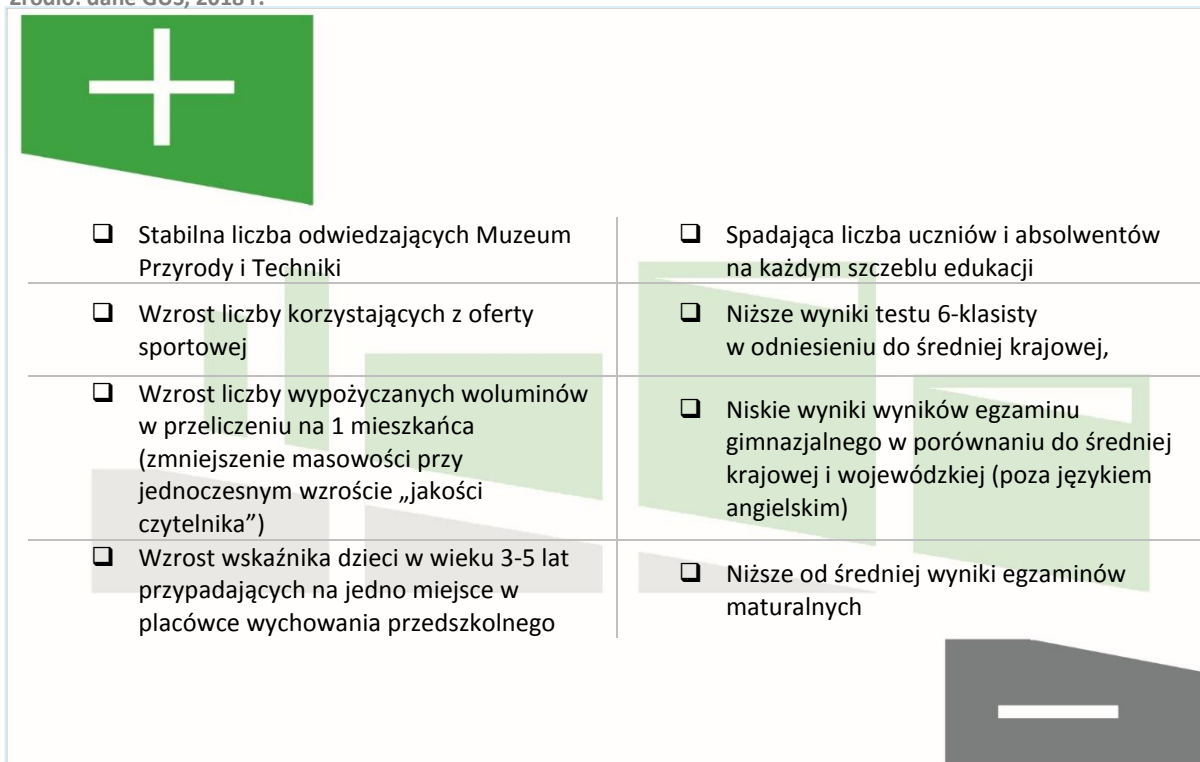 Źródło: dane GUS, 2018 r.
Stabilna liczba odwiedzających Muzeum
Przyrody i Techniki
Spadająca liczba uczniów i absolwentów
na każdym szczeblu edukacji
Wzrost liczby korzystających z oferty
sportowej
Niższe wyniki testu 6-klasisty
w odniesieniu do średniej krajowej,
Wzrost liczby wypożyczanych woluminów
w przeliczeniu na 1 mieszkańca
(zmniejszenie masowości przy
jednoczesnym wzroście „jakości
czytelnika”)
Niskie wyniki wyników egzaminu
gimnazjalnego w porównaniu do średniej
krajowej i wojewódzkiej (poza językiem
angielskim)
Wzrost wskaźnika dzieci w wieku 3-5 lat
przypadających na jedno miejsce w
placówce wychowania przedszkolnego
Niższe od średniej wyniki egzaminów
maturalnych